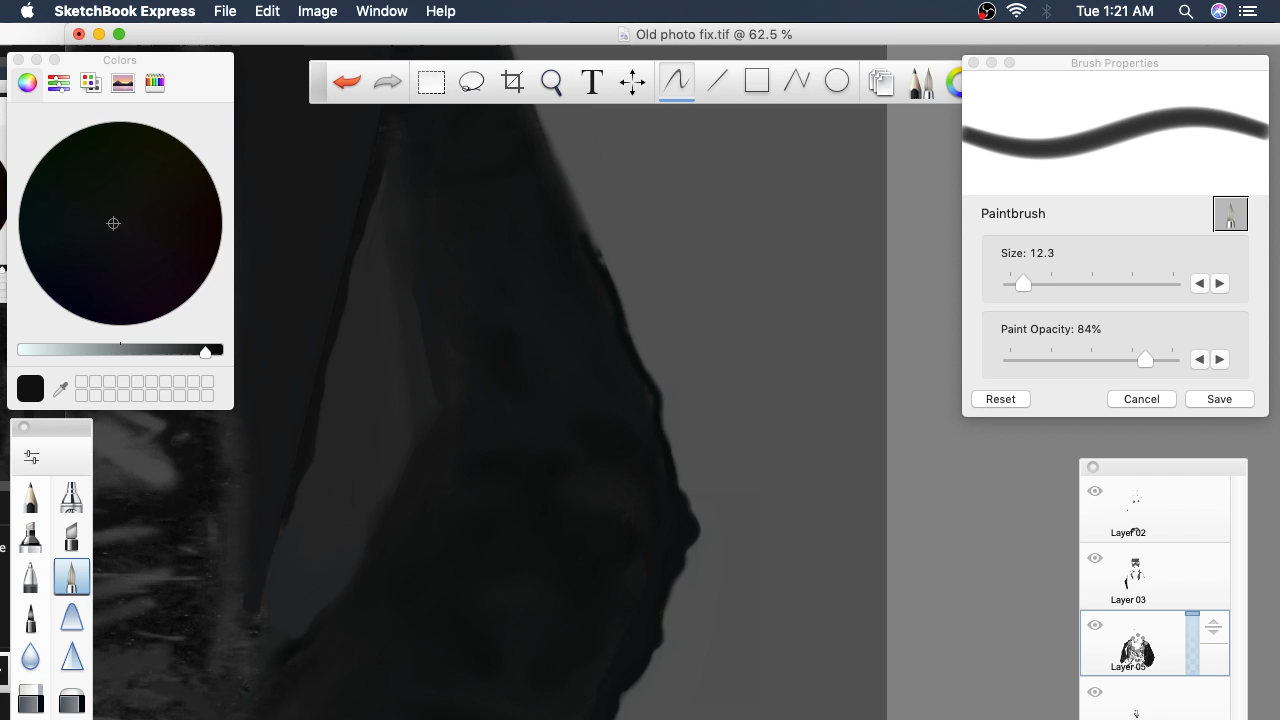 SketchBook Express File Edit Image Window Help Tue 1:21 AM
Old photo fix.tif @ 62.5 %
Colors
T
Brush Properties
Paintbrush
Size: 12.3
Paint Opacity: 84%
Reset Cancel Save
Layer 02
Layer 03
Layer 05
e